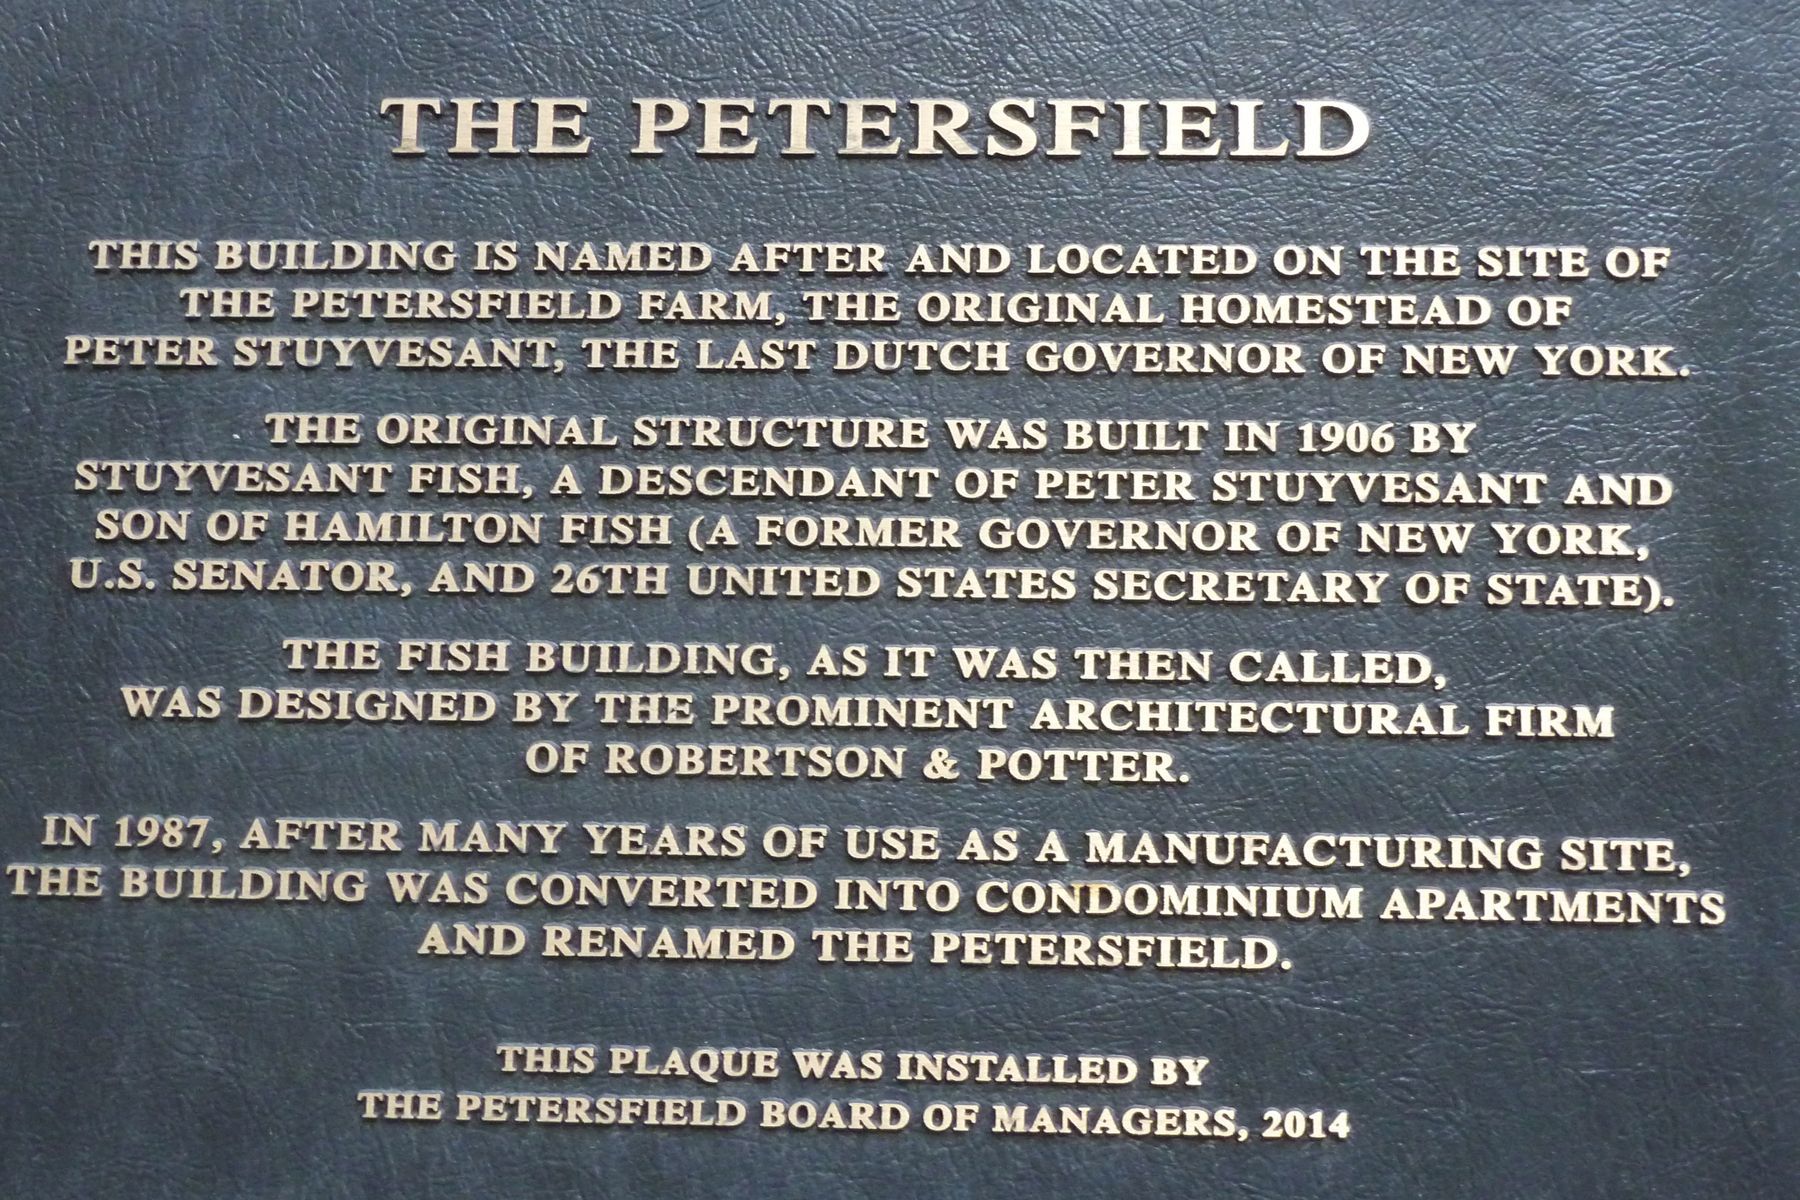 THE PETERSFIELD
THIS BUILDING IS NAMED AFTER AND LOCATED ON THE SITE OF
THE PETERSFIELD FARM, THE ORIGINAL HOMESTEAD OF
PETER STUYVESANT, THE LAST DUTCH GOVERNOR OF NEW YORK.
THE ORIGINAL STRUCTURE WAS BUILT IN 1906 BY
STUYVESANT FISH, A DESCENDANT OF PETER STUYVESANT AND
SON OF HAMILTON FISH (A FORMER GOVERNOR OF NEW YORK,
U.S. SENATOR, AND 26TH UNITED STATES SECRETARY OF STATE).
THE FISH BUILDING, AS IT WAS THEN CALLED,
WAS DESIGNED BY THE PROMINENT ARCHITECTURAL FIRM
OF ROBERTSON & POTTER.
IN 1987, AFTER MANY YEARS OF USE AS A MANUFACTURING SITE,
THE BUILDING WAS CONVERTED INTO CONDOMINIUM APARTMENTS
AND RENAMED THE PETERSFIELD.
THIS PLAQUE WAS INSTALLED BY
THE PETERSFIELD BOARD OF MANAGERS, 2014